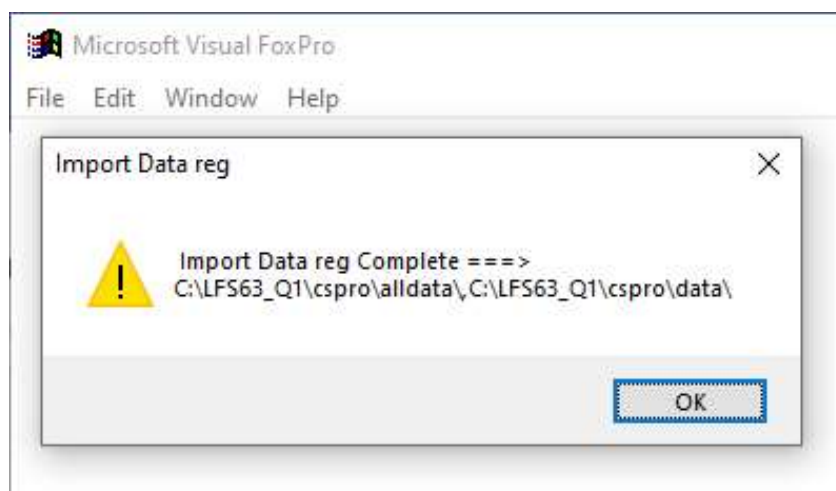 Microsoft Visual FoxPro
File Edit Window Help
Import Data reg
Import Data reg Complete ===>
C:\LFS63_Q1\cspro\alldata\,C:\LFS63_Q1\cspro\data\
OK